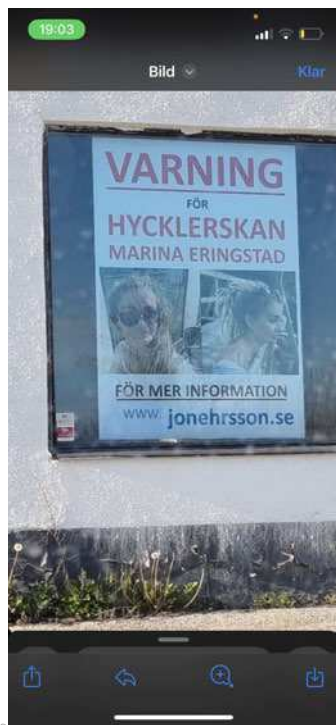 19:03
Bild
Klar
VARNING
FÖR
HYCKLERSKAN
MARINA ERINGSTAD
FÖR MER INFORMATION
www. jonehrsson.se